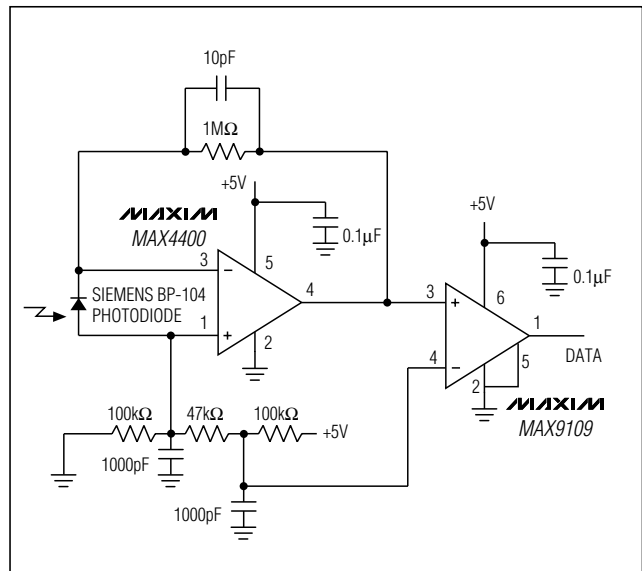 10pF
1MΩ
+5V
MAXIM
MAX4400
0.1µF
+5V
0.1µF
3
−
5
4
SIEMENS BP-104
PHOTODIODE
1
+
2
3
+
6
1
DATA
4
−
5
2
MAXIM
MAX9109
100kΩ
47kΩ
100kΩ
+5V
1000pF
1000pF